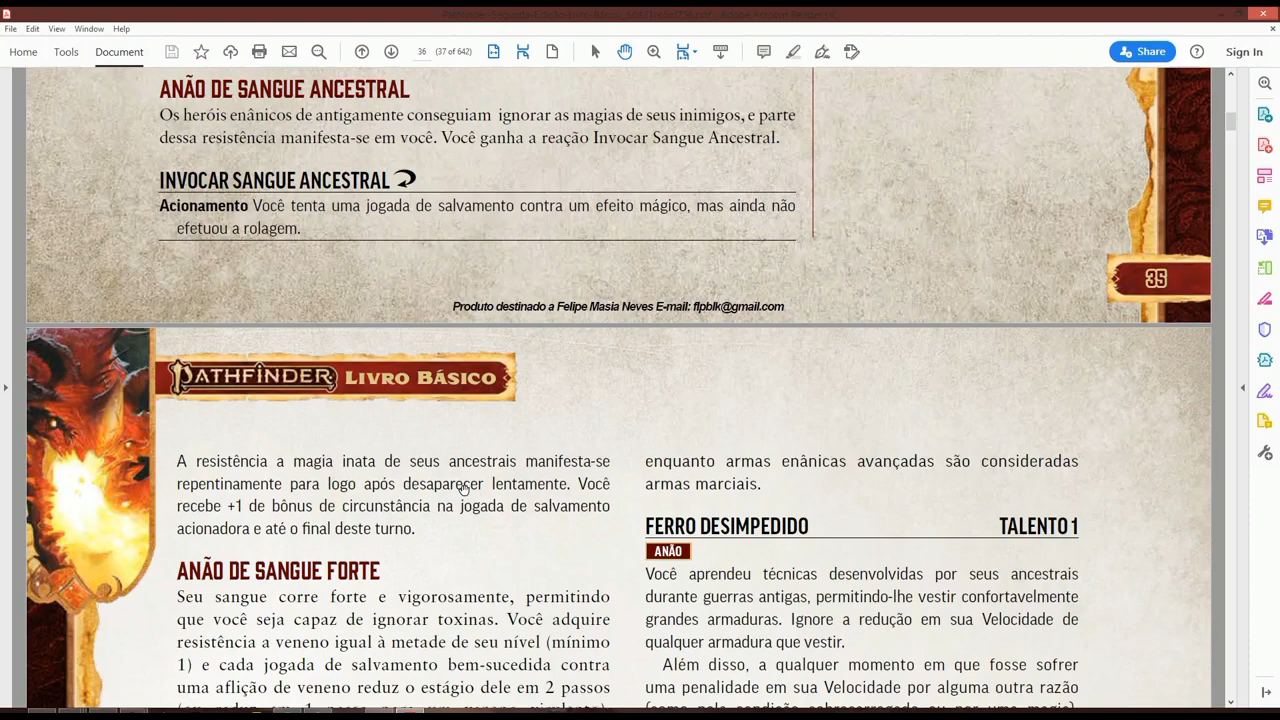 File Edit View Window Help
Home Tools Document 36 (37 of 642) Share Sign In
ANÃO DE SANGUE ANCESTRAL
Os heróis enânicos de antigamente conseguiam ignorar as magias de seus inimigos, e parte
dessa resistência manifesta-se em você. Você ganha a reação Invocar Sangue Ancestral.
INVOCAR SANGUE ANCESTRAL
Acionamento Você tenta uma jogada de salvamento contra um efeito mágico, mas ainda não
efetuou a rolagem.
35
Produto destinado a Felipe Masia Neves E-mail: flpblk@gmail.com
PATHFINDER LIVRO BÁSICO
A resistência a magia inata de seus ancestrais manifesta-se
repentinamente para logo após desaparecer lentamente. Você
recebe +1 de bônus de circunstância na jogada de salvamento
acionadora e até o final deste turno.
ANÃO DE SANGUE FORTE
Seu sangue corre forte e vigorosamente, permitindo
que você seja capaz de ignorar toxinas. Você adquire
resistência a veneno igual à metade de seu nível (mínimo
1) e cada jogada de salvamento bem-sucedida contra
uma aflição de veneno reduz o estágio dele em 2 passos
enquanto armas enânicas avançadas são consideradas
armas marciais.
FERRO DESIMPEDIDO TALENTO 1
ANÃO
Você aprendeu técnicas desenvolvidas por seus ancestrais
durante guerras antigas, permitindo-lhe vestir confortavelmente
grandes armaduras. Ignore a redução em sua Velocidade de
qualquer armadura que vestir.
Além disso, a qualquer momento em que fosse sofrer
uma penalidade em sua Velocidade por alguma outra razão